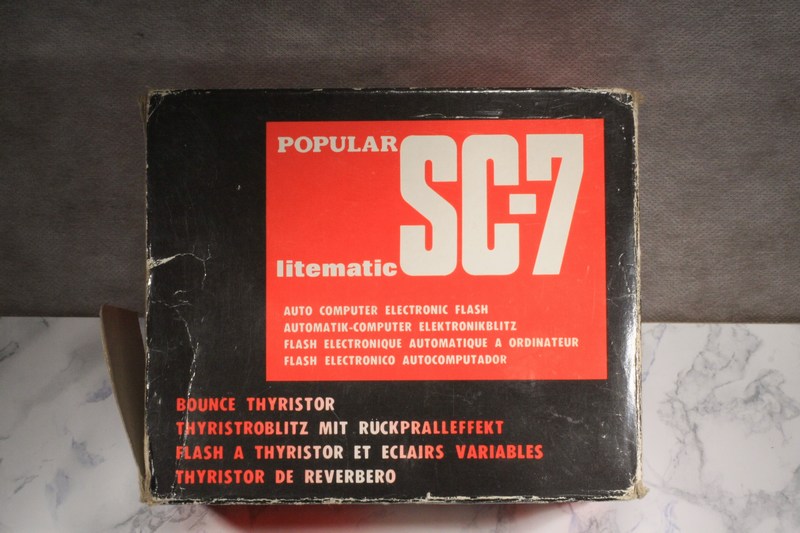 POPULAR
SC-7
litematic
AUTO COMPUTER ELECTRONIC FLASH
AUTOMATIK-COMPUTER ELEKTRONIKBLITZ
FLASH ELECTRONIQUE AUTOMATIQUE A ORDINATEUR
FLASH ELECTRONICO AUTOCOMPUTADOR
BOUNCE THYRISTOR
THYRISTROBLITZ MIT RÜCKPRALLEFFEKT
FLASH A THYRISTOR ET ECLAIRS VARIABLES
THYRISTOR DE REVERBERO